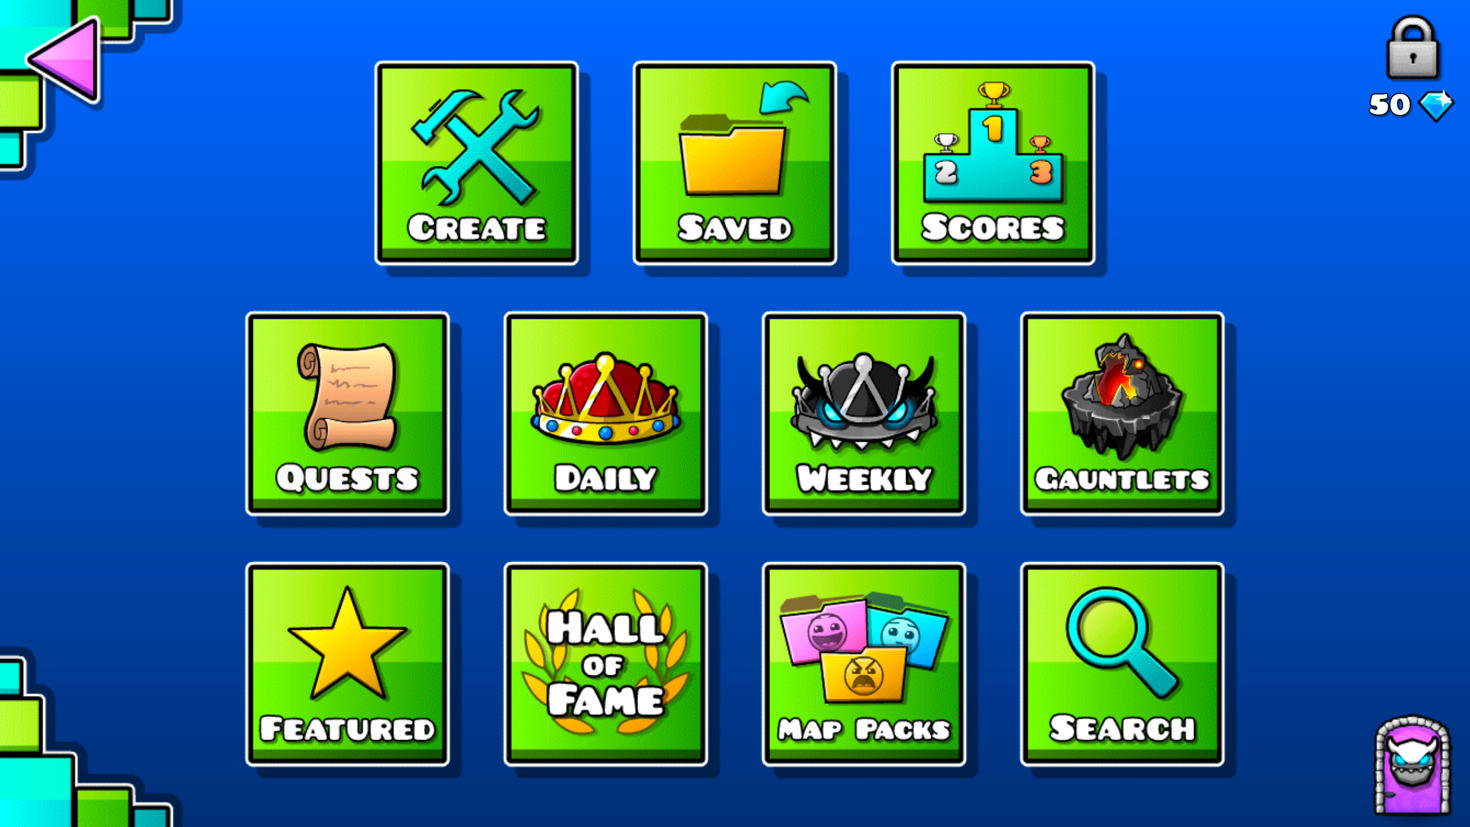 50
1
2
3
CREATE
SAVED
SCORES
QUESTS
DAILY
WEEKLY
GAUNTLETS
HALL
OF
FAME
FEATURED
MAP PACKS
SEARCH